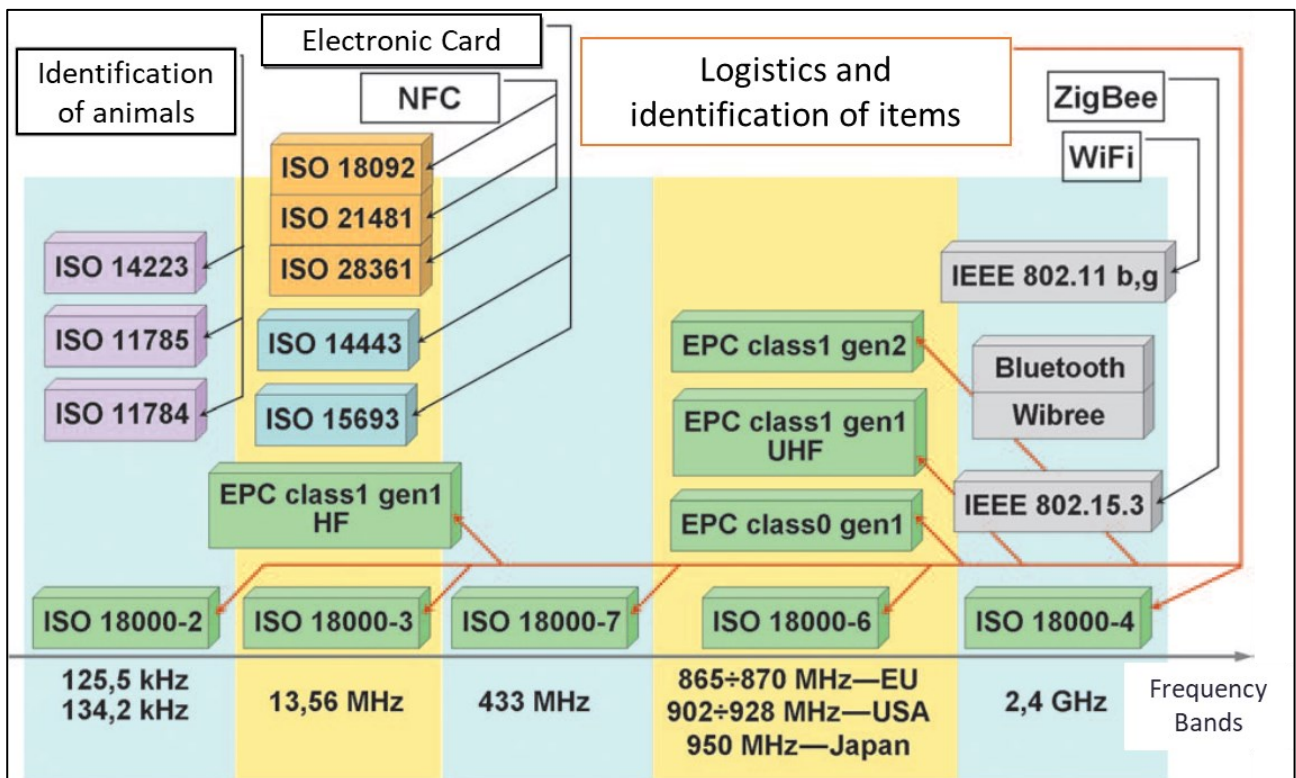 Identification
of animals
Electronic Card
NFC
Logistics and
identification of items
ZigBee
WiFi
ISO 18092
ISO 21481
ISO 28361
ISO 14223
ISO 11785
ISO 11784
ISO 14443
ISO 15693
IEEE 802.11 b,g
EPC class1 gen2
Bluetooth
Wibree
EPC class1 gen1
UHF
EPC class1 gen1
HF
EPC class0 gen1
IEEE 802.15.3
ISO 18000-2
ISO 18000-3
ISO 18000-7
ISO 18000-6
ISO 18000-4
125,5 kHz
134,2 kHz
13,56 MHz
433 MHz
865÷870 MHz—EU
902÷928 MHz—USA
950 MHz—Japan
2,4 GHz
Frequency
Bands